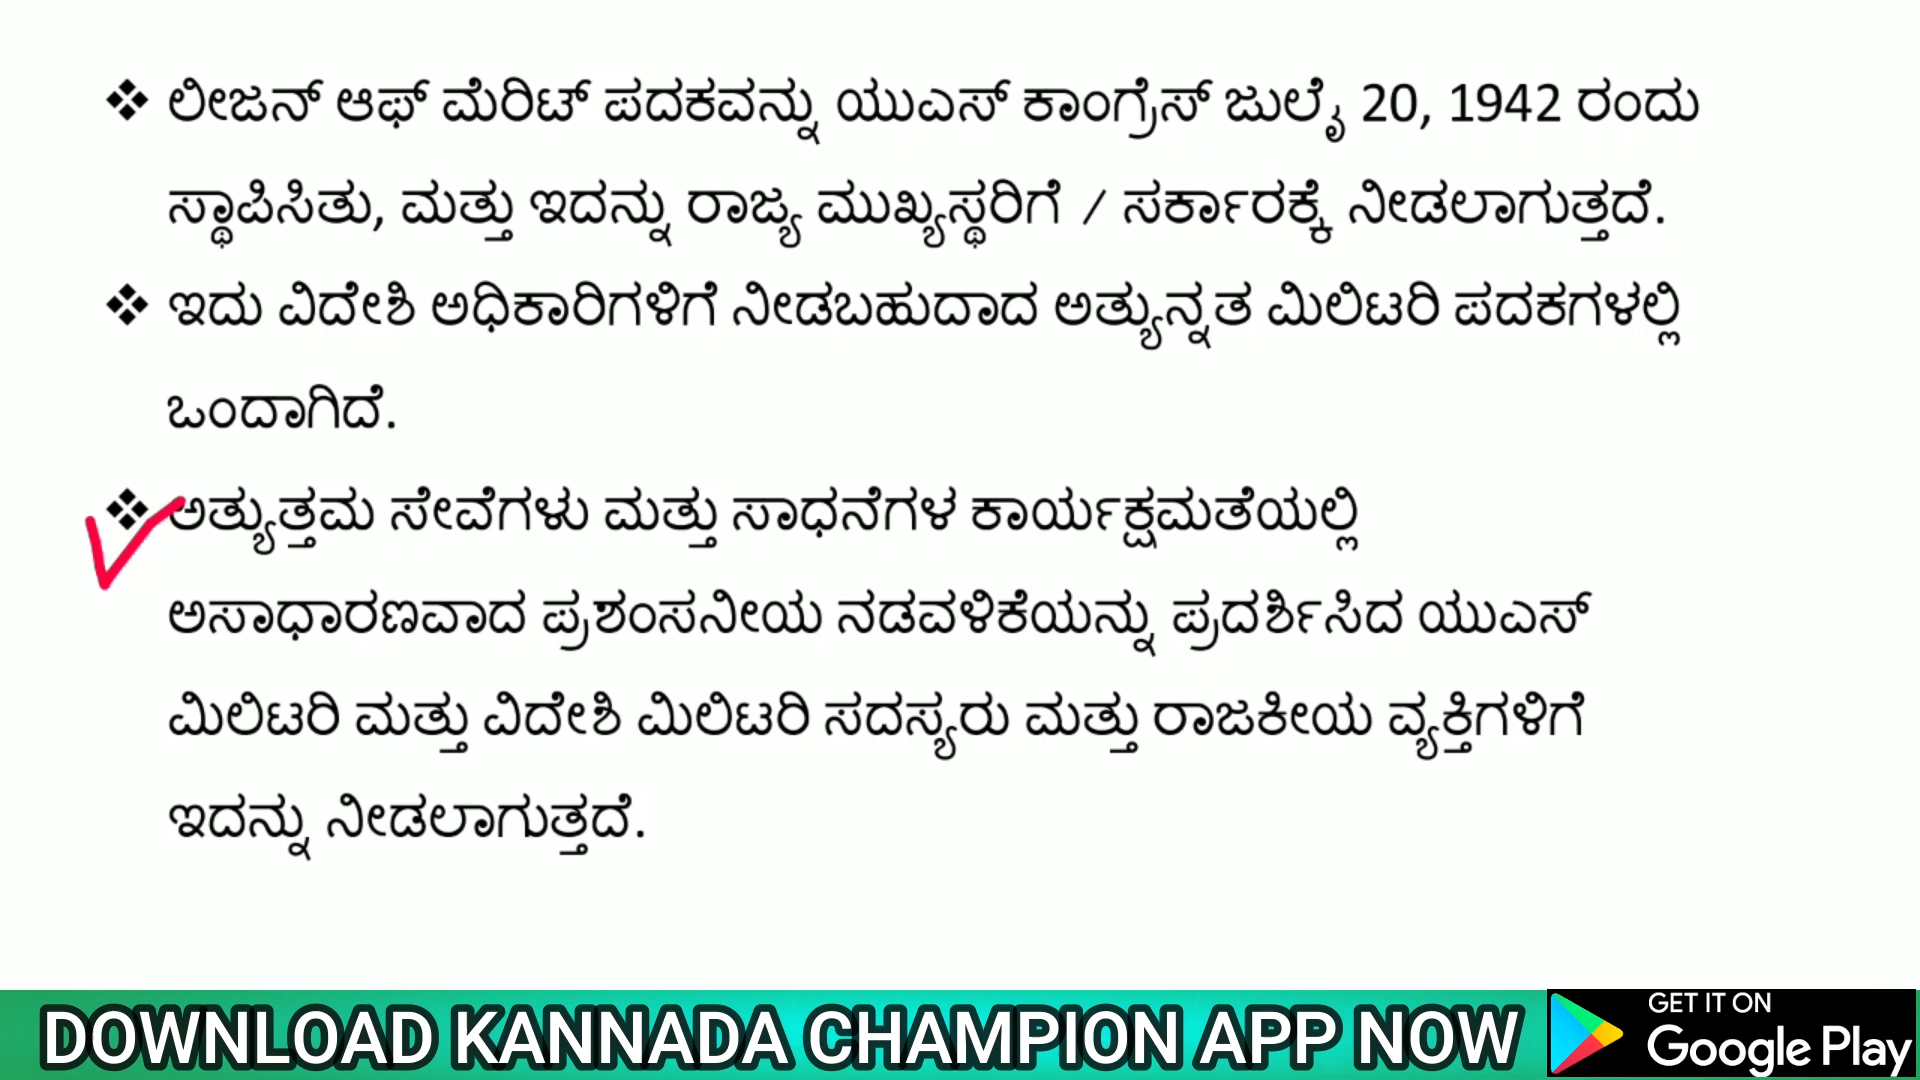 ❖ ಲೀಜನ್ ಆಫ್ ಮೆರಿಟ್ ಪದಕವನ್ನು ಯುಎಸ್ ಕಾಂಗ್ರೆಸ್ ಜುಲೈ 20, 1942 ರಂದು
ಸ್ಥಾಪಿಸಿತು, ಮತ್ತು ಇದನ್ನು ರಾಜ್ಯ ಮುಖ್ಯಸ್ಥರಿಗೆ / ಸರ್ಕಾರಕ್ಕೆ ನೀಡಲಾಗುತ್ತದೆ.
❖ ಇದು ವಿದೇಶಿ ಅಧಿಕಾರಿಗಳಿಗೆ ನೀಡಬಹುದಾದ ಅತ್ಯುನ್ನತ ಮಿಲಿಟರಿ ಪದಕಗಳಲ್ಲಿ
ಒಂದಾಗಿದೆ.
❖ ಅತ್ಯುತ್ತಮ ಸೇವೆಗಳು ಮತ್ತು ಸಾಧನೆಗಳ ಕಾರ್ಯಕ್ಷಮತೆಯಲ್ಲಿ
ಅಸಾಧಾರಣವಾದ ಪ್ರಶಂಸನೀಯ ನಡವಳಿಕೆಯನ್ನು ಪ್ರದರ್ಶಿಸಿದ ಯುಎಸ್
ಮಿಲಿಟರಿ ಮತ್ತು ವಿದೇಶಿ ಮಿಲಿಟರಿ ಸದಸ್ಯರು ಮತ್ತು ರಾಜಕೀಯ ವ್ಯಕ್ತಿಗಳಿಗೆ
ಇದನ್ನು ನೀಡಲಾಗುತ್ತದೆ.
DOWNLOAD KANNADA CHAMPION APP NOW
GET IT ON
Google Play